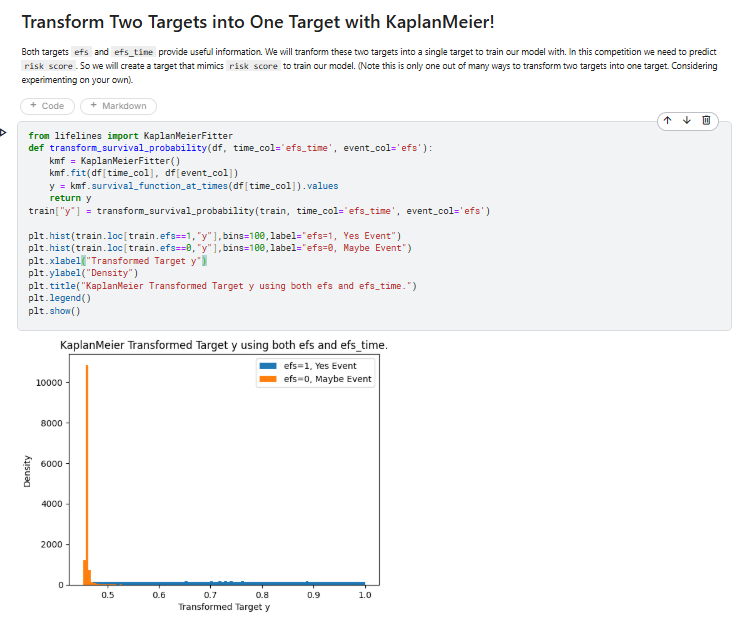 Transform Two Targets into One Target with KaplanMeier!
Both targets efs and efs_time provide useful information. We will tranform these two targets into a single target to train our model with. In this competition we need to predict
risk score. So we will create a target that mimics risk score to train our model. (Note this is only one out of many ways to transform two targets into one target. Considering
experimenting on your own).
+ Code + Markdown
from lifelines import KaplanMeierFitter
def transform_survival_probability(df, time_col='efs_time', event_col='efs'):
    kmf = KaplanMeierFitter()
    kmf.fit(df[time_col], df[event_col])
    y = kmf.survival_function_at_times(df[time_col]).values
    return y
train["y"] = transform_survival_probability(train, time_col='efs_time', event_col='efs')
plt.hist(train.loc[train.efs==1,"y"],bins=100,label="efs=1, Yes Event")
plt.hist(train.loc[train.efs==0,"y"],bins=100,label="efs=0, Maybe Event")
plt.xlabel("Transformed Target y")
plt.ylabel("Density")
plt.title("KaplanMeier Transformed Target y using both efs and efs_time.")
plt.legend()
plt.show()
KaplanMeier Transformed Target y using both efs and efs_time.
efs=1, Yes Event
efs=0, Maybe Event
10000
8000
6000
4000
2000
0
Density
0.5 0.6 0.7 0.8 0.9 1.0
Transformed Target y